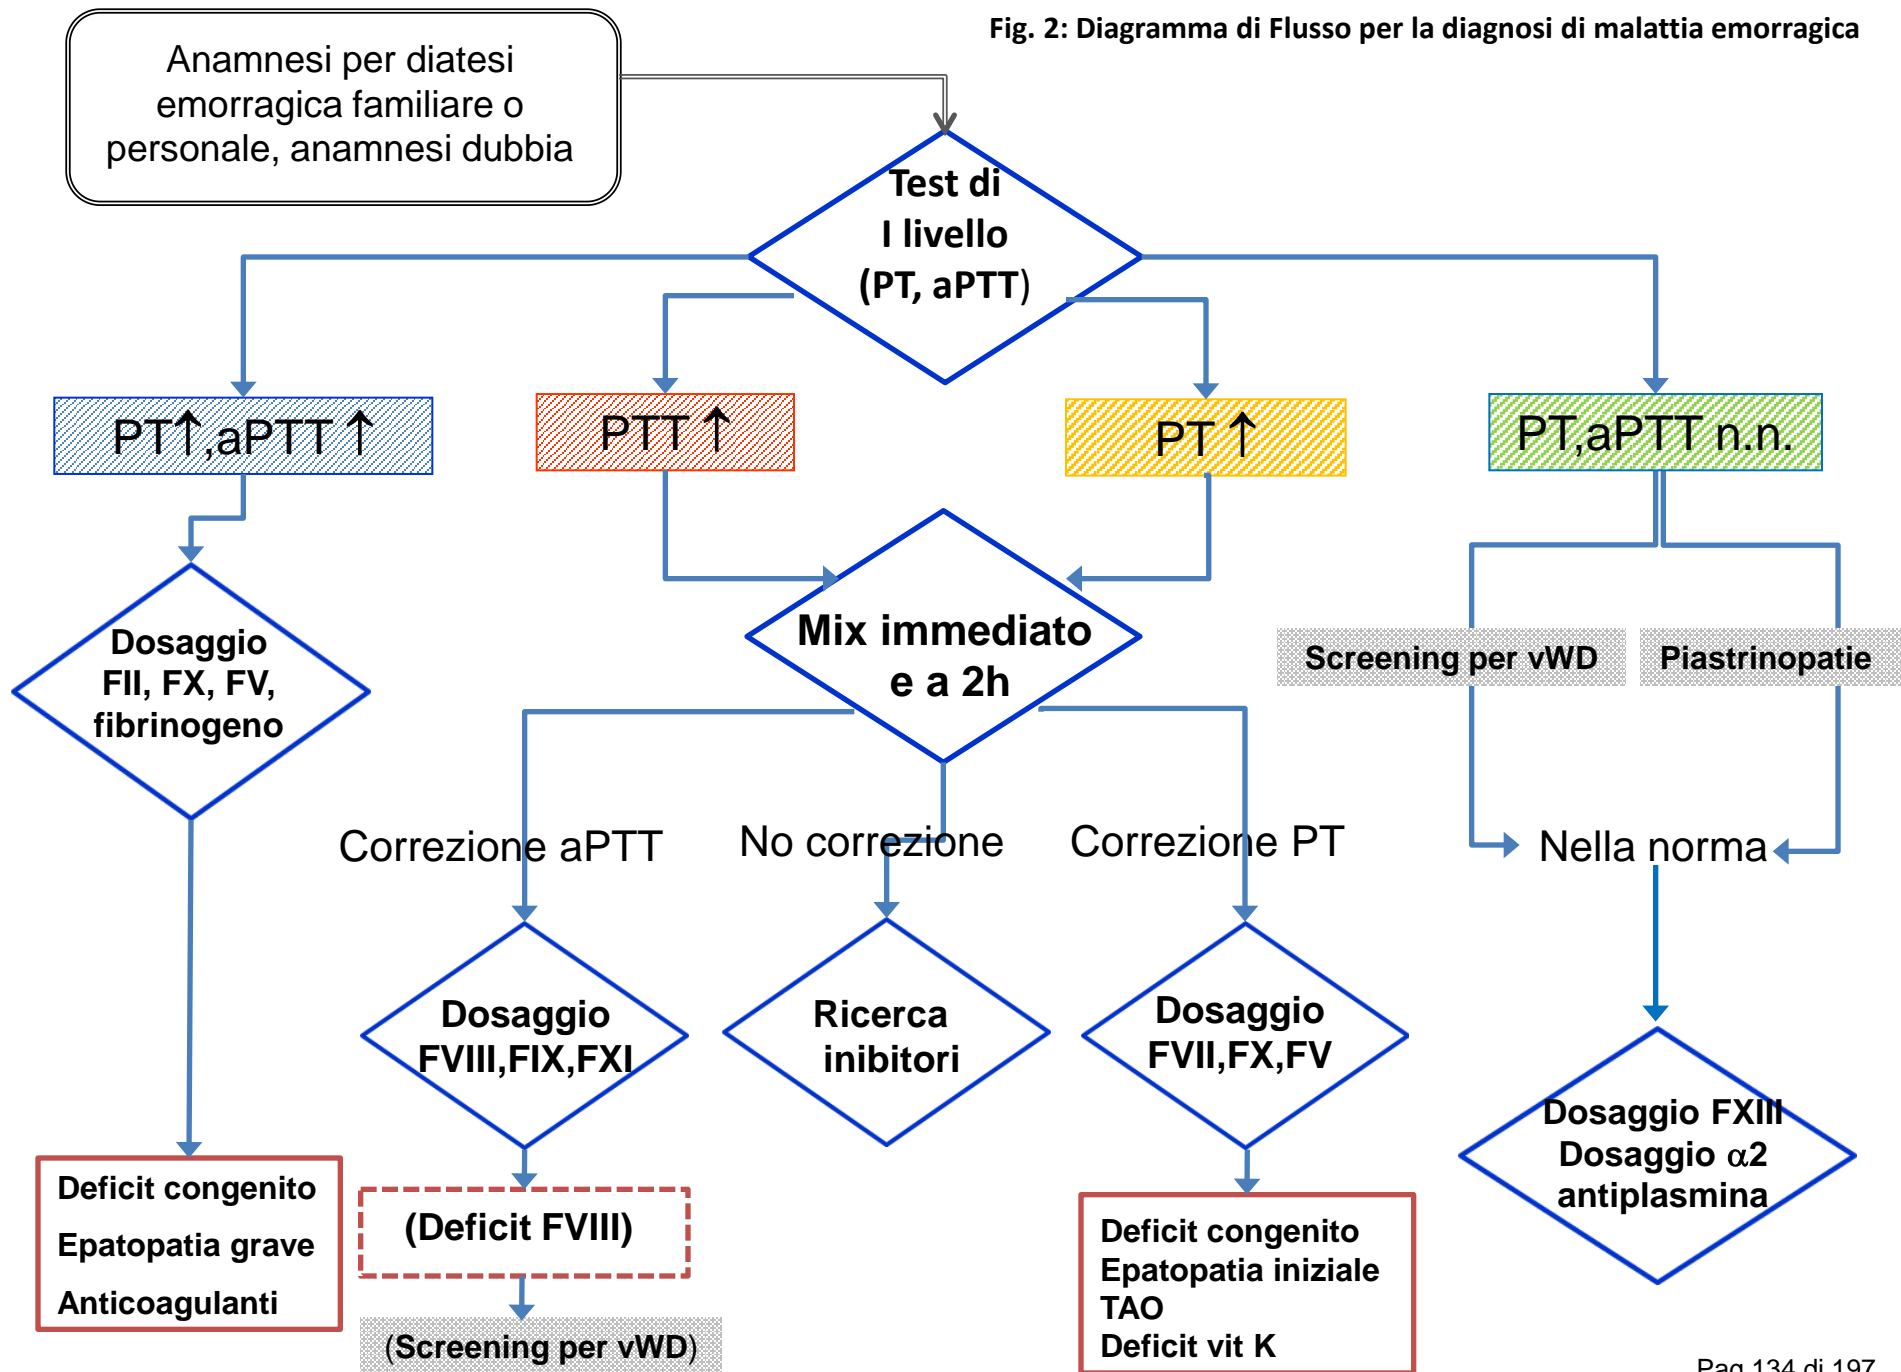 Fig. 2: Diagramma di Flusso per la diagnosi di malattia emorragica
Anamnesi per diatesi
emorragica familiare o
personale, anamnesi dubbia
Test di
I livello
(PT, aPTT)
PT↑,aPTT ↑
PTT ↑
PT ↑
PT,aPTT n.n.
Dosaggio
FII, FX, FV,
fibrinogeno
Mix immediato
e a 2h
Screening per vWD
Piastrinopatie
Correzione aPTT
No correzione
Correzione PT
Nella norma
Dosaggio
FVIII,FIX,FXI
Ricerca
inibitori
Dosaggio
FVII,FX,FV
Dosaggio FXIII
Dosaggio α2
antiplasmina
Deficit congenito
Epatopatia grave
Anticoagulanti
(Deficit FVIII)
(Screening per vWD)
Deficit congenito
Epatopatia iniziale
TAO
Deficit vit K
Pag 134 di 197